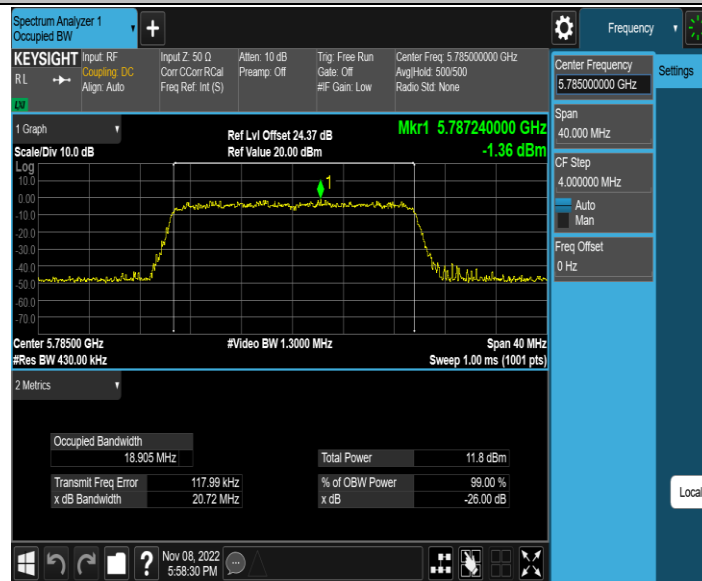 Spectrum Analyzer 1
Occupied BW
+
Frequency
KEYSIGHT
RL
LXI
Input: RF
Coupling: DC
Align: Auto
Input Z: 50 Ω
Corr CCorr RCal
Freq Ref: Int (S)
Atten: 10 dB
Preamp: Off
Trig: Free Run
Gate: Off
#IF Gain: Low
Center Freq: 5.785000000 GHz
Avg|Hold: 500/500
Radio Std: None
Center Frequency
5.785000000 GHz
Settings
Span
40.000 MHz
CF Step
4.000000 MHz
Auto
Man
Freq Offset
0 Hz
Local
1 Graph
Scale/Div 10.0 dB
Ref Lvl Offset 24.37 dB
Ref Value 20.00 dBm
Mkr1 5.787240000 GHz
-1.36 dBm
Log
10.0
0.00
-10.0
-20.0
-30.0
-40.0
-50.0
-60.0
-70.0
1
Center 5.78500 GHz
#Res BW 430.00 kHz
#Video BW 1.3000 MHz
Span 40 MHz
Sweep 1.00 ms (1001 pts)
2 Metrics
Occupied Bandwidth
18.905 MHz
Total Power 11.8 dBm
Transmit Freq Error 117.99 kHz
% of OBW Power 99.00 %
x dB Bandwidth 20.72 MHz
x dB -26.00 dB
?
Nov 08, 2022
5:58:30 PM